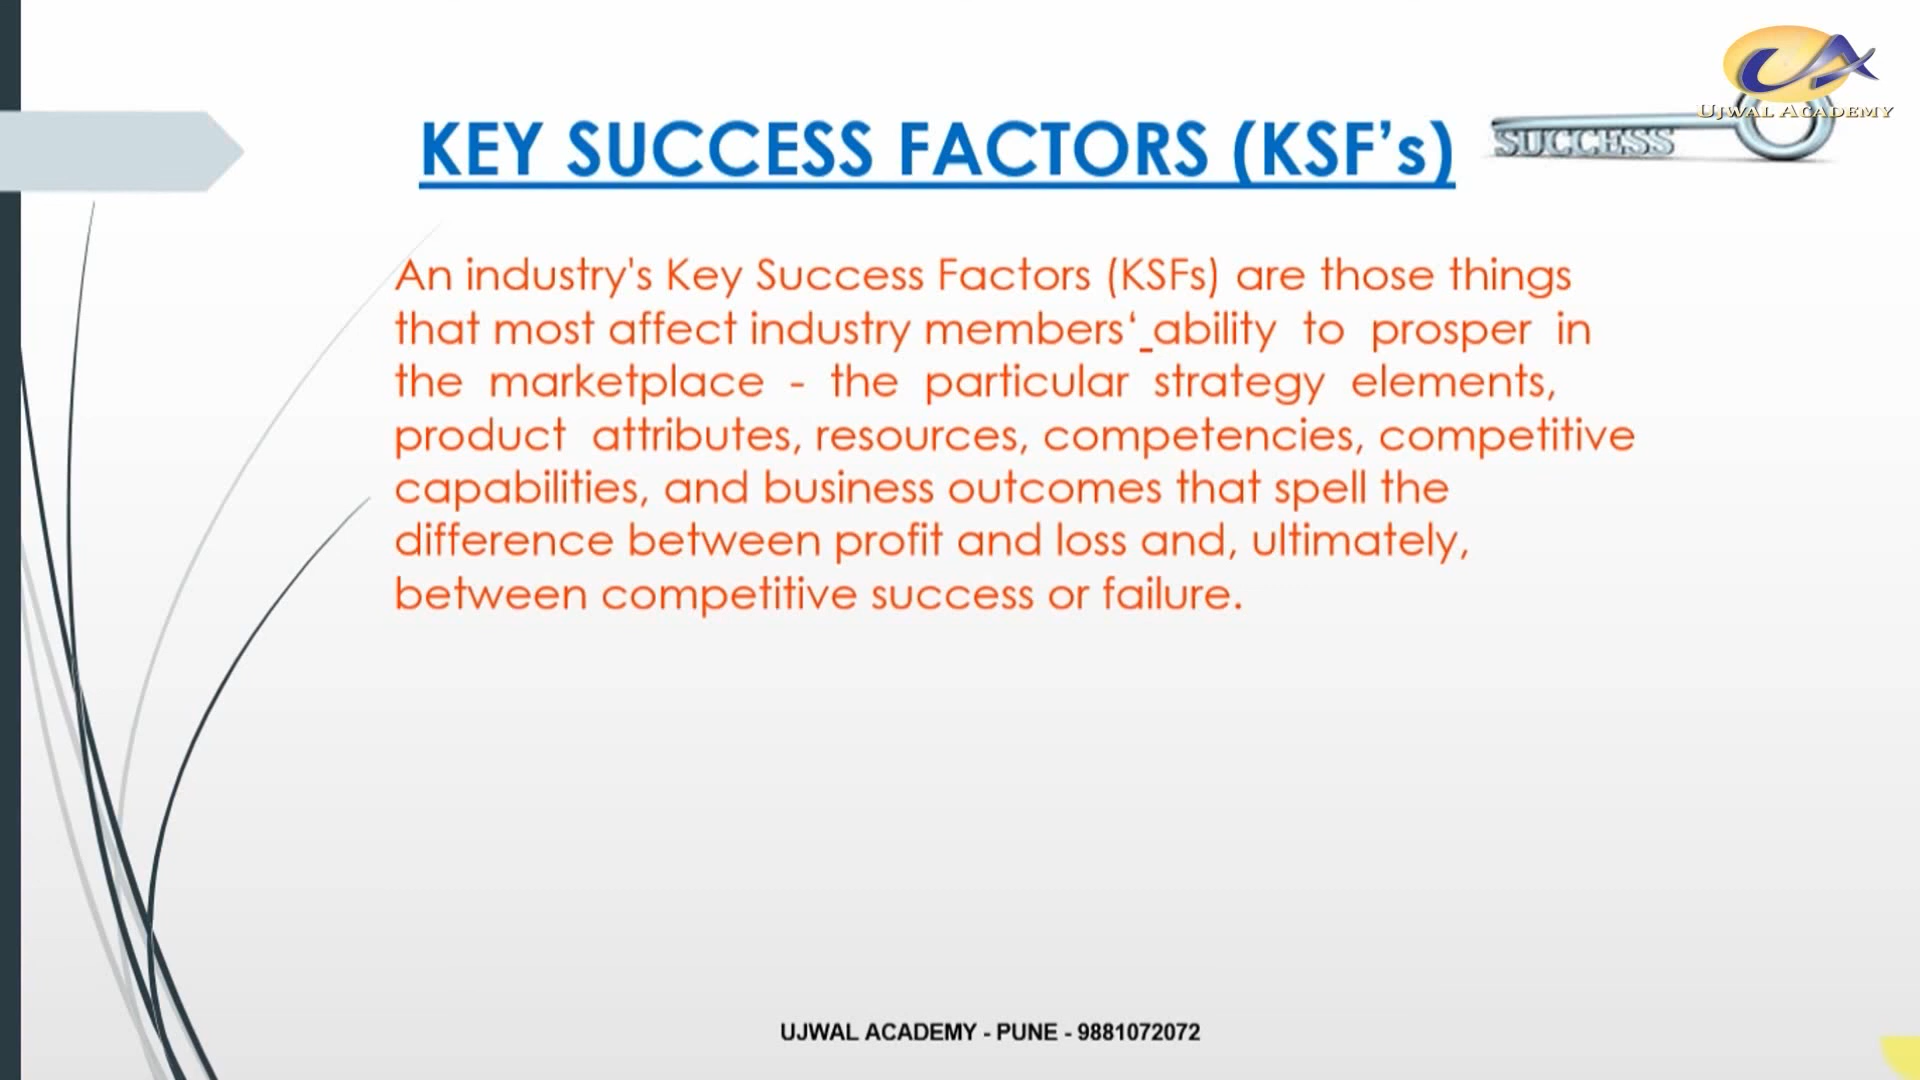 UJWAL ACADEMY
KEY SUCCESS FACTORS (KSF’s)
SUCCESS
An industry's Key Success Factors (KSFs) are those things
that most affect industry members‘ ability to prosper in
the marketplace - the particular strategy elements,
product attributes, resources, competencies, competitive
capabilities, and business outcomes that spell the
difference between profit and loss and, ultimately,
between competitive success or failure.
UJWAL ACADEMY - PUNE - 9881072072